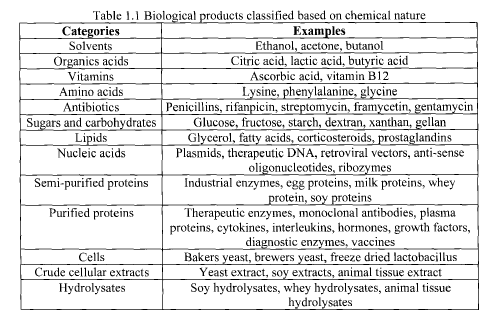 Table 1.1 Biological products classified based on chemical nature
Categories Examples
Solvents Ethanol, acetone, butanol
Organics acids Citric acid, lactic acid, butyric acid
Vitamins Ascorbic acid, vitamin B12
Amino acids Lysine, phenylalanine, glycine
Antibiotics Penicillins, rifanpicin, streptomycin, framycetin, gentamycin
Sugars and carbohydrates Glucose, fructose, starch, dextran, xanthan, gellan
Lipids Glycerol, fatty acids, corticosteroids, prostaglandins
Nucleic acids Plasmids, therapeutic DNA, retroviral vectors, anti-sense
oligonucleotides, ribozymes
Semi-purified proteins Industrial enzymes, egg proteins, milk proteins, whey
protein, soy proteins
Purified proteins Therapeutic enzymes, monoclonal antibodies, plasma
proteins, cytokines, interleukins, hormones, growth factors,
diagnostic enzymes, vaccines
Cells Bakers yeast, brewers yeast, freeze dried lactobacillus
Crude cellular extracts Yeast extract, soy extracts, animal tissue extract
Hydrolysates Soy hydrolysates, whey hydrolysates, animal tissue
hydrolysates